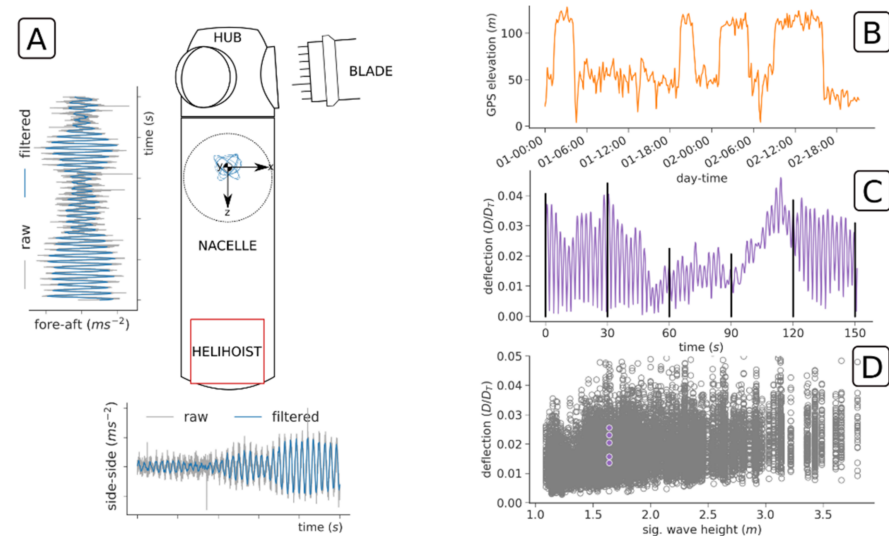 A
HUB
BLADE
y
x
z
NACELLE
HELIHOIST
time (s)
filtered
raw
fore-aft (ms⁻²)
raw
filtered
side-side (ms⁻²)
time (s)
B
GPS elevation (m)
100
50
0
01-00:00
01-06:00
01-12:00
01-18:00
02-00:00
02-06:00
02-12:00
02-18:00
day-time
C
deflection (D/D_T)
0.04
0.03
0.02
0.01
0.00
0
30
60
90
120
150
time (s)
D
deflection (D/D_T)
0.05
0.04
0.03
0.02
0.01
0.00
1.0
1.5
2.0
2.5
3.0
3.5
sig. wave height (m)